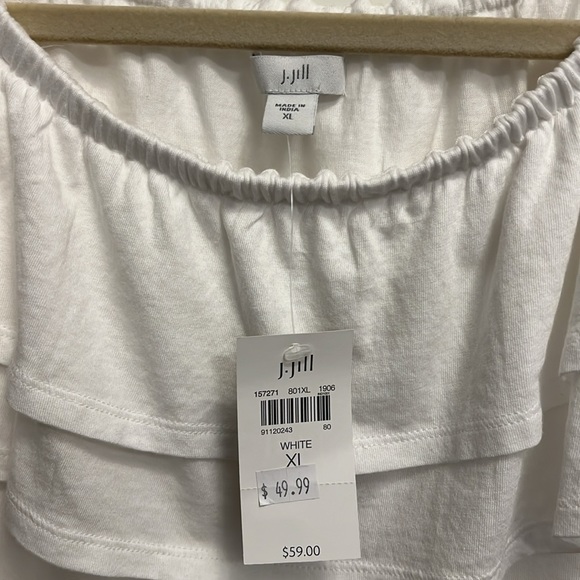 J.Jill
MADE IN
INDIA
XL
J.Jill
157271 801XL 1906
91120243 80
WHITE
XL
$ 49.99
$59.00